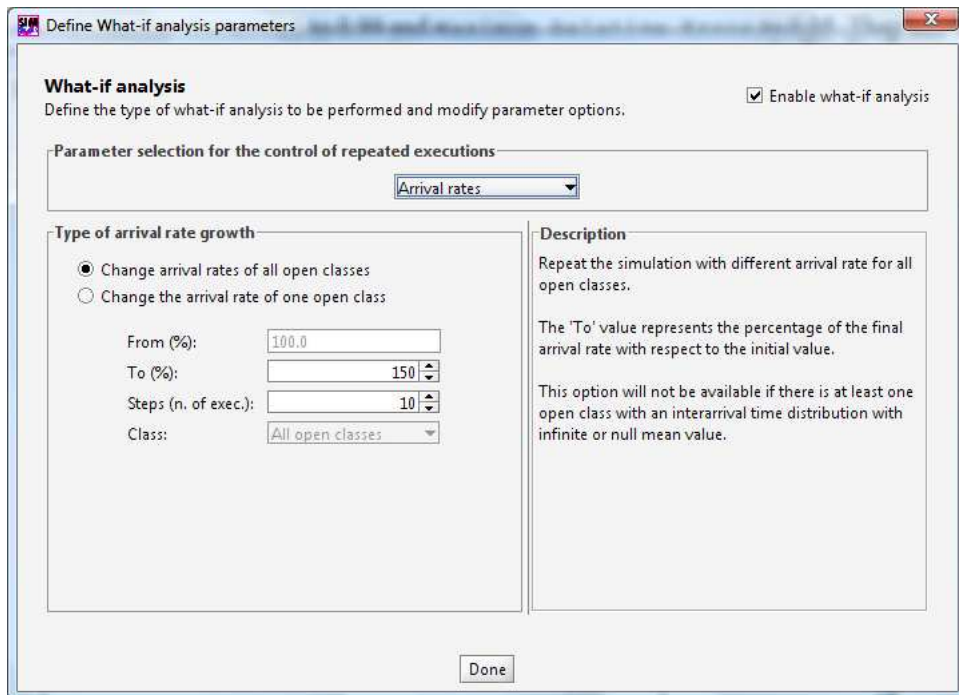 Define What-if analysis parameters
What-if analysis
Define the type of what-if analysis to be performed and modify parameter options.
Enable what-if analysis
Parameter selection for the control of repeated executions
Arrival rates
Type of arrival rate growth
Change arrival rates of all open classes
Change the arrival rate of one open class
From (%):
100.0
To (%):
150
Steps (n. of exec.):
10
Class:
All open classes
Description
Repeat the simulation with different arrival rate for all
open classes.
The 'To' value represents the percentage of the final
arrival rate with respect to the initial value.
This option will not be available if there is at least one
open class with an interarrival time distribution with
infinite or null mean value.
Done